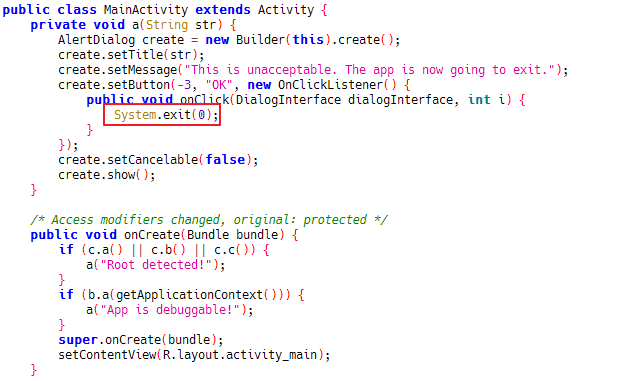 public class MainActivity extends Activity {
    private void a(String str) {
        AlertDialog create = new Builder(this).create();
        create.setTitle(str);
        create.setMessage("This is unacceptable. The app is now going to exit.");
        create.setButton(-3, "OK", new OnClickListener() {
            public void onClick(DialogInterface dialogInterface, int i) {
                System.exit(0);
            }
        });
        create.setCancelable(false);
        create.show();
    }

    /* Access modifiers changed, original: protected */
    public void onCreate(Bundle bundle) {
        if (c.a() || c.b() || c.c()) {
            a("Root detected!");
        }
        if (b.a(getApplicationContext())) {
            a("App is debuggable!");
        }
        super.onCreate(bundle);
        setContentView(R.layout.activity_main);
    }